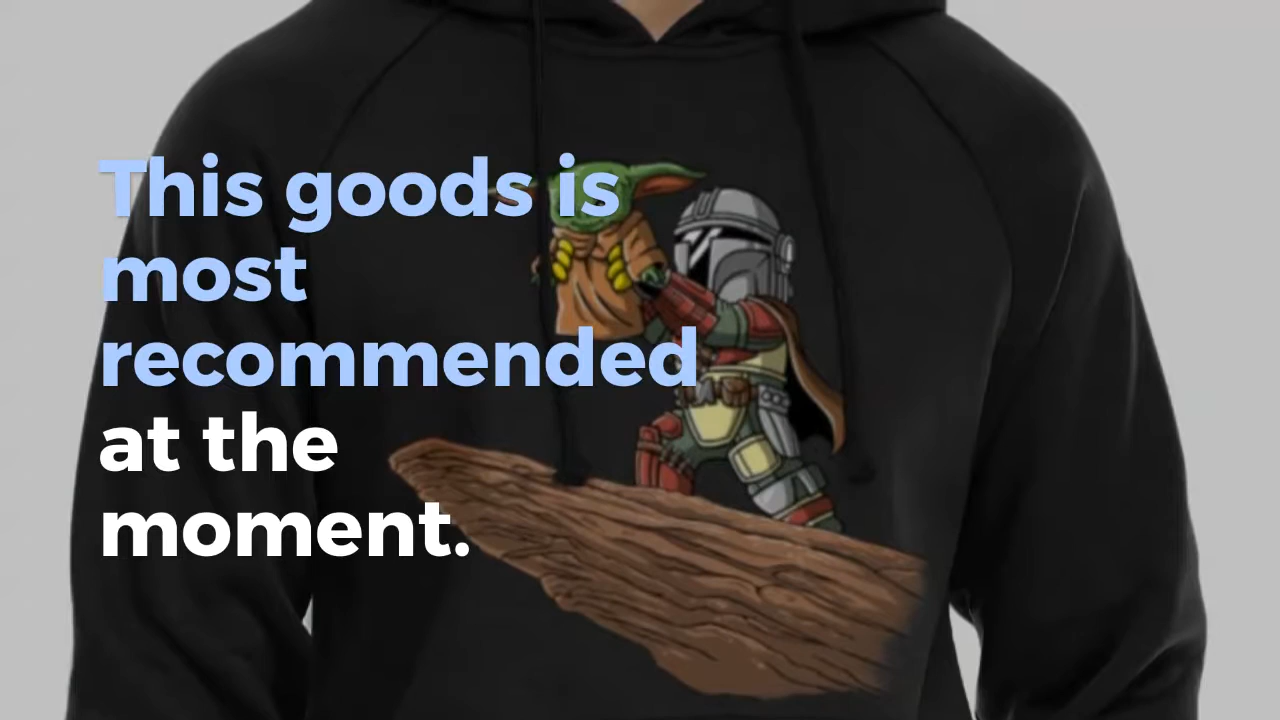 This goods is
most
recommended
at the
moment.